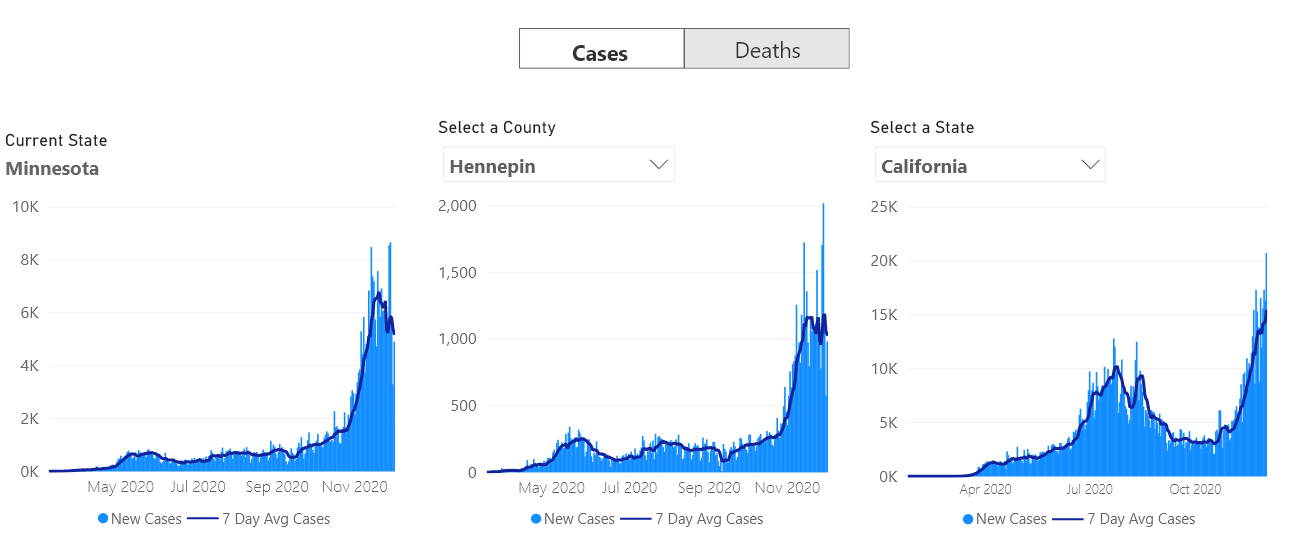 Cases Deaths
Current State
Minnesota
10K
8K
6K
4K
2K
0K
May 2020 Jul 2020 Sep 2020 Nov 2020
New Cases 7 Day Avg Cases
Select a County
Hennepin
2,000
1,500
1,000
500
0
May 2020 Jul 2020 Sep 2020 Nov 2020
New Cases 7 Day Avg Cases
Select a State
California
25K
20K
15K
10K
5K
0K
Apr 2020 Jul 2020 Oct 2020
New Cases 7 Day Avg Cases